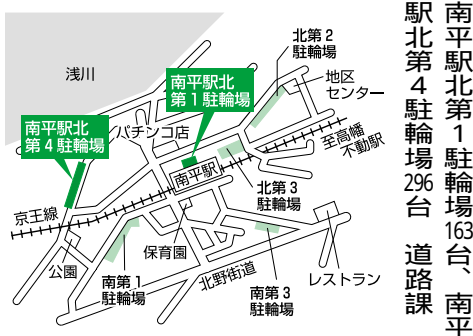 南平駅北第1駐輪場163台、南平
駅北第4駐輪場296台　道路課
北第2
駐輪場
浅川
南平駅北
第1駐輪場
地区
センター
南平駅北
第4駐輪場
パチンコ店
至高幡
不動駅
南平駅
北第3
駐輪場
京王線
保育園
公園
南第1
駐輪場
北野街道
南第3
駐輪場
レストラン